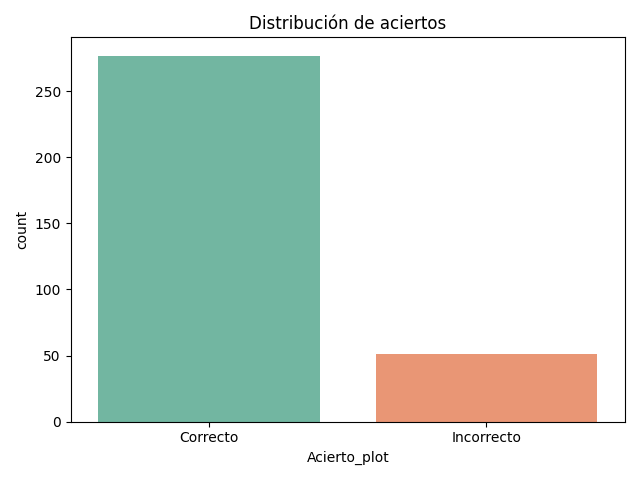 Distribución de aciertos
count
250
200
150
100
50
0
Correcto
Incorrecto
Acierto_plot